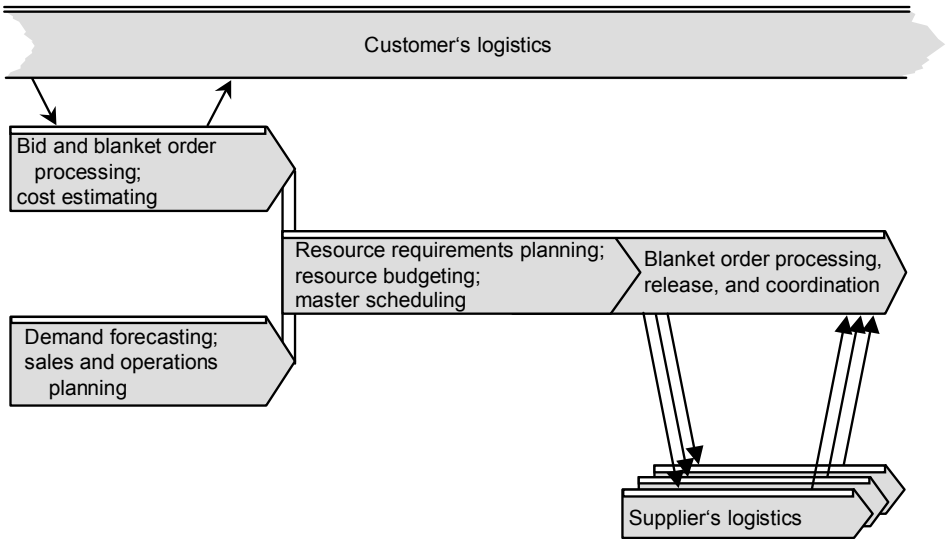 Customer‘s logistics
Bid and blanket order
processing;
cost estimating
Resource requirements planning;
resource budgeting;
master scheduling
Blanket order processing,
release, and coordination
Demand forecasting;
sales and operations
planning
Supplier‘s logistics